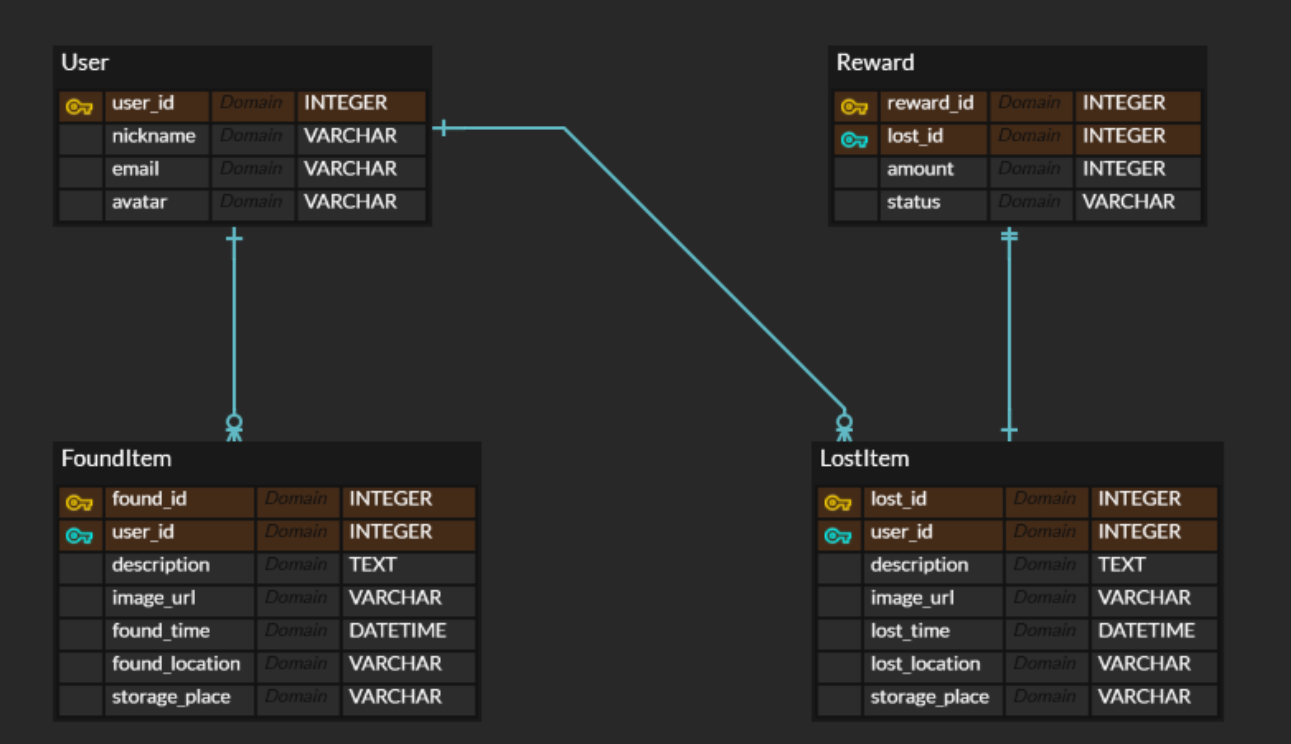 User
user_id Domain INTEGER
nickname Domain VARCHAR
email Domain VARCHAR
avatar Domain VARCHAR
Reward
reward_id Domain INTEGER
lost_id Domain INTEGER
amount Domain INTEGER
status Domain VARCHAR
FoundItem
found_id Domain INTEGER
user_id Domain INTEGER
description Domain TEXT
image_url Domain VARCHAR
found_time Domain DATETIME
found_location Domain VARCHAR
storage_place Domain VARCHAR
LostItem
lost_id Domain INTEGER
user_id Domain INTEGER
description Domain TEXT
image_url Domain VARCHAR
lost_time Domain DATETIME
lost_location Domain VARCHAR
storage_place Domain VARCHAR